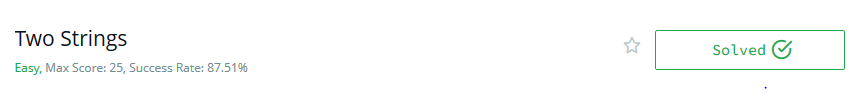 Two Strings
Solved
Easy, Max Score: 25, Success Rate: 87.51%